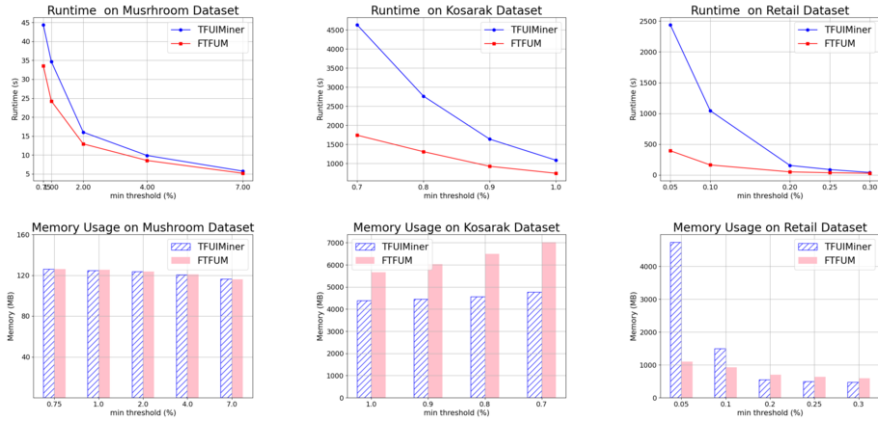 Runtime on Musrhroom Dataset
TFUIMiner
FTFUM
Runtime (s)
45
40
35
30
25
20
15
10
5
0.75
1.00
2.00
4.00
7.00
min threshold (%)
Runtime on Kosarak Dataset
TFUIMiner
FTFUM
Runtime (s)
4500
4000
3500
3000
2500
2000
1500
1000
0.7
0.8
0.9
1.0
min threshold (%)
Runtime on Retail Dataset
TFUIMiner
FTFUM
Runtime (s)
2500
2000
1500
1000
500
0
0.05
0.10
0.20
0.25
0.30
min threshold (%)
Memory Usage on Mushroom Dataset
TFUIMiner
FTFUM
Memory (MB)
160
120
80
40
0.75
1.0
2.0
4.0
7.0
min threshold (%)
Memory Usage on Kosarak Dataset
TFUIMiner
FTFUM
Memory (MB)
7000
6000
5000
4000
3000
2000
1000
0
1.0
0.9
0.8
0.7
min threshold (%)
Memory Usage on Retail Dataset
TFUIMiner
FTFUM
Memory (MB)
4000
3000
2000
1000
0
0.05
0.1
0.2
0.25
0.3
min threshold (%)